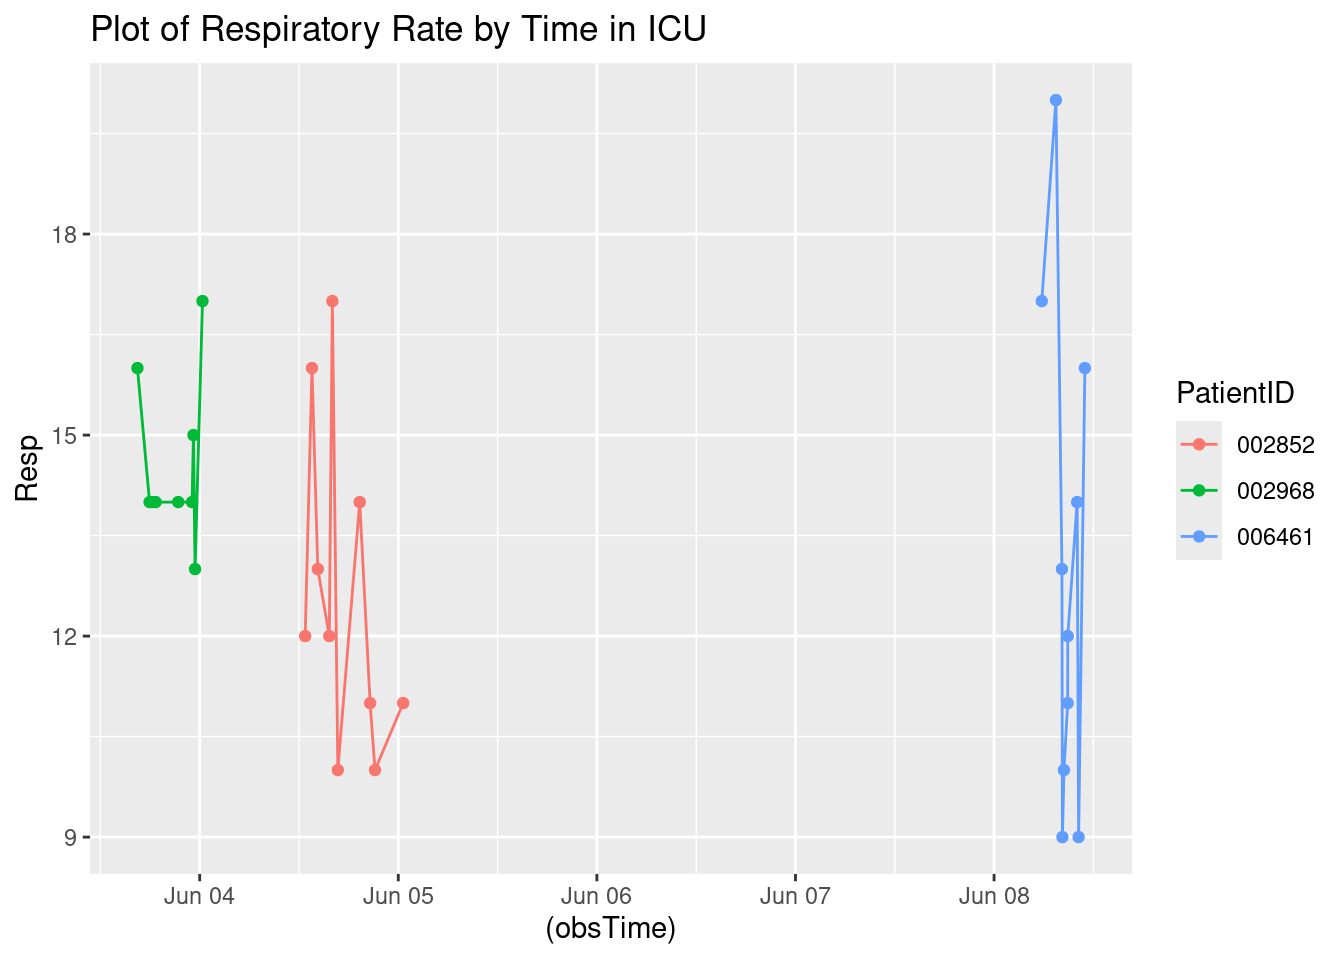 Plot of Respiratory Rate by Time in ICU
Resp
18
15
12
9
Jun 04 Jun 05 Jun 06 Jun 07 Jun 08
(obsTime)
PatientID
002852
002968
006461